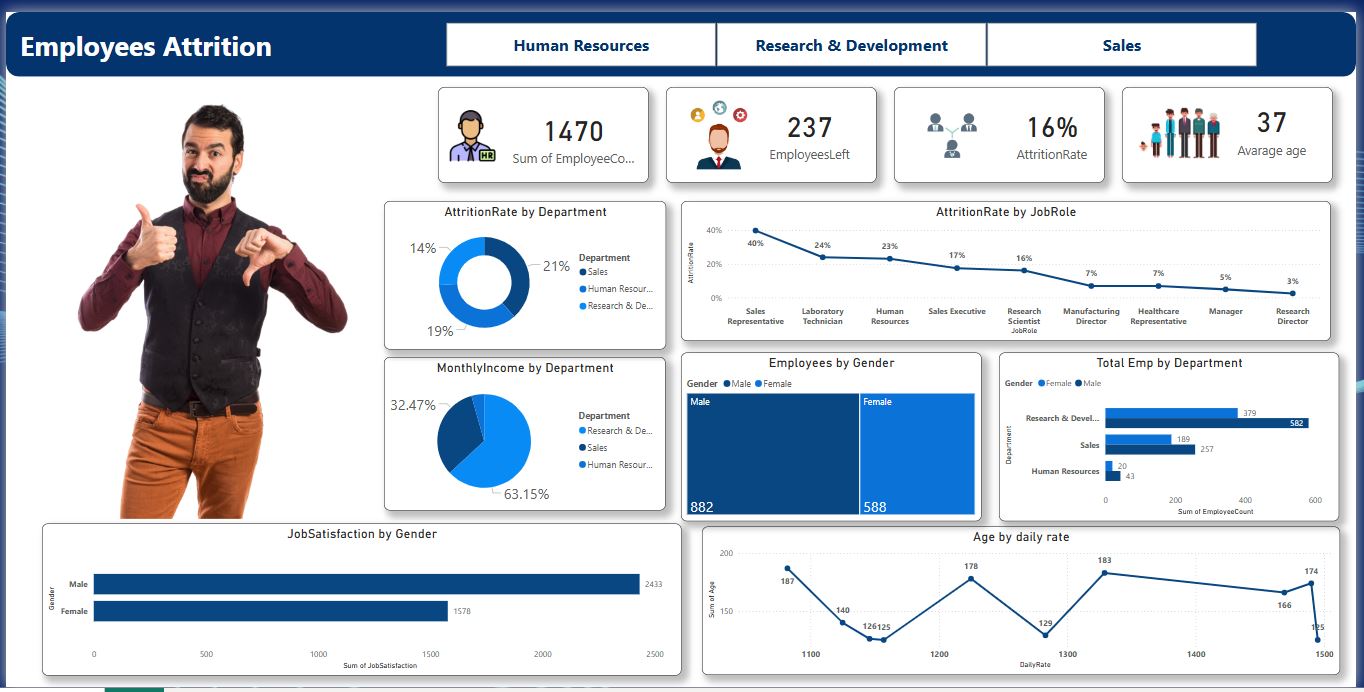 Employees Attrition
Human Resources
Research & Development
Sales
1470
Sum of EmployeeCo...
HR
237
EmployeesLeft
16%
AttritionRate
37
Avarage age
AttritionRate by Department
14%
21%
19%
Department
Sales
Human Resour...
Research & De...
AttritionRate by JobRole
AttritionRate
40%
20%
0%
40%
24%
23%
17%
16%
7%
7%
5%
3%
Sales
Representative
Laboratory
Technician
Human
Resources
Sales Executive
Research
Scientist
Manufacturing
Director
Healthcare
Representative
Manager
Research
Director
JobRole
MonthlyIncome by Department
32.47%
63.15%
Department
Research & De...
Sales
Human Resour...
Employees by Gender
Gender Male Female
Male
882
Female
588
Total Emp by Department
Gender Female Male
Department
Research & Devel...
379
582
Sales
189
257
Human Resources
20
43
0 200 400 600
Sum of EmployeeCount
JobSatisfaction by Gender
Gender
Male
2433
Female
1578
0 500 1000 1500 2000 2500
Sum of JobSatisfaction
Age by daily rate
Sum of Age
200
150
187
140
126
125
178
129
183
166
174
125
1100 1200 1300 1400 1500
DailyRate